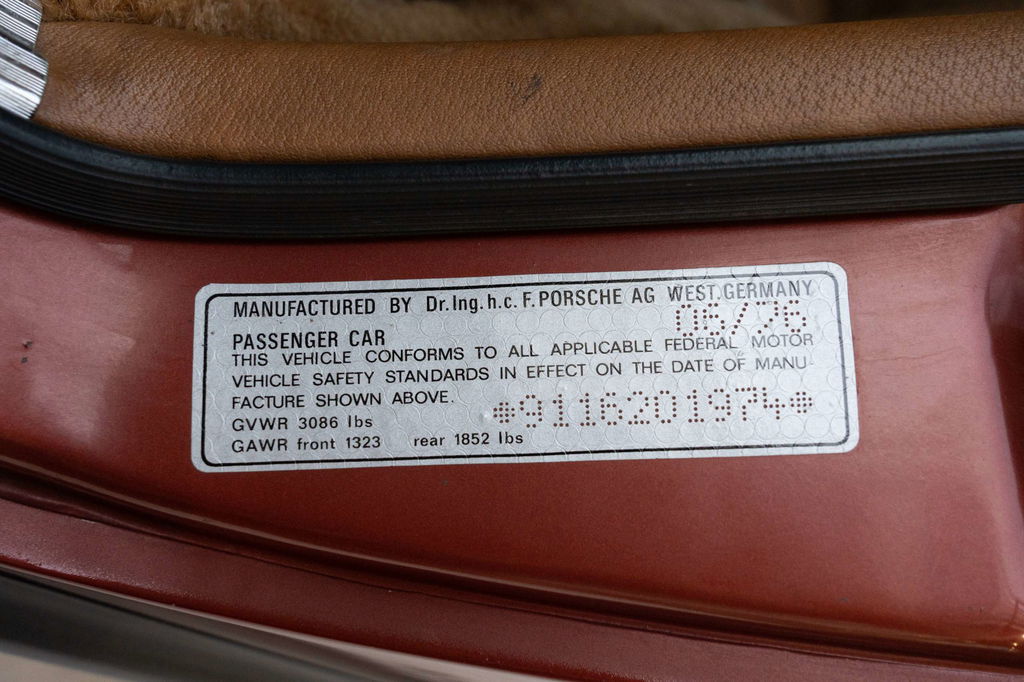 MANUFACTURED BY Dr.Ing.h.c.F.PORSCHE AG WEST.GERMANY
06/76
PASSENGER CAR
THIS VEHICLE CONFORMS TO ALL APPLICABLE FEDERAL MOTOR
VEHICLE SAFETY STANDARDS IN EFFECT ON THE DATE OF MANU-
FACTURE SHOWN ABOVE.
*9116201974*
GVWR 3086 lbs
GAWR front 1323 rear 1852 lbs